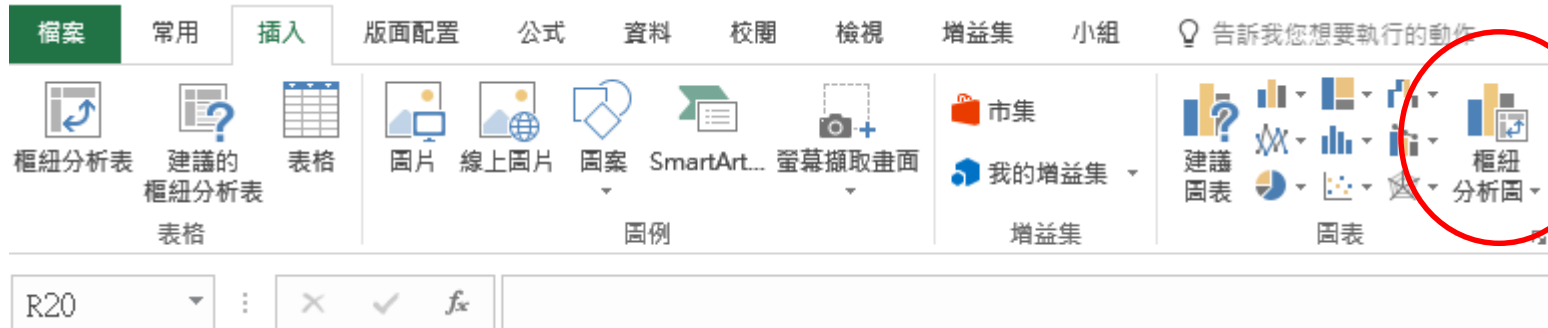 檔案 常用 插入 版面配置 公式 資料 校閱 檢視 增益集 小組 告訴我您想要執行的動作
樞紐分析表 建議的 表格 圖片 線上圖片 圖案 SmartArt... 螢幕擷取畫面 市集 建議 樞紐
樞紐分析表 我的增益集 圖表 分析圖
表格 圖例 增益集 圖表
R20 fx